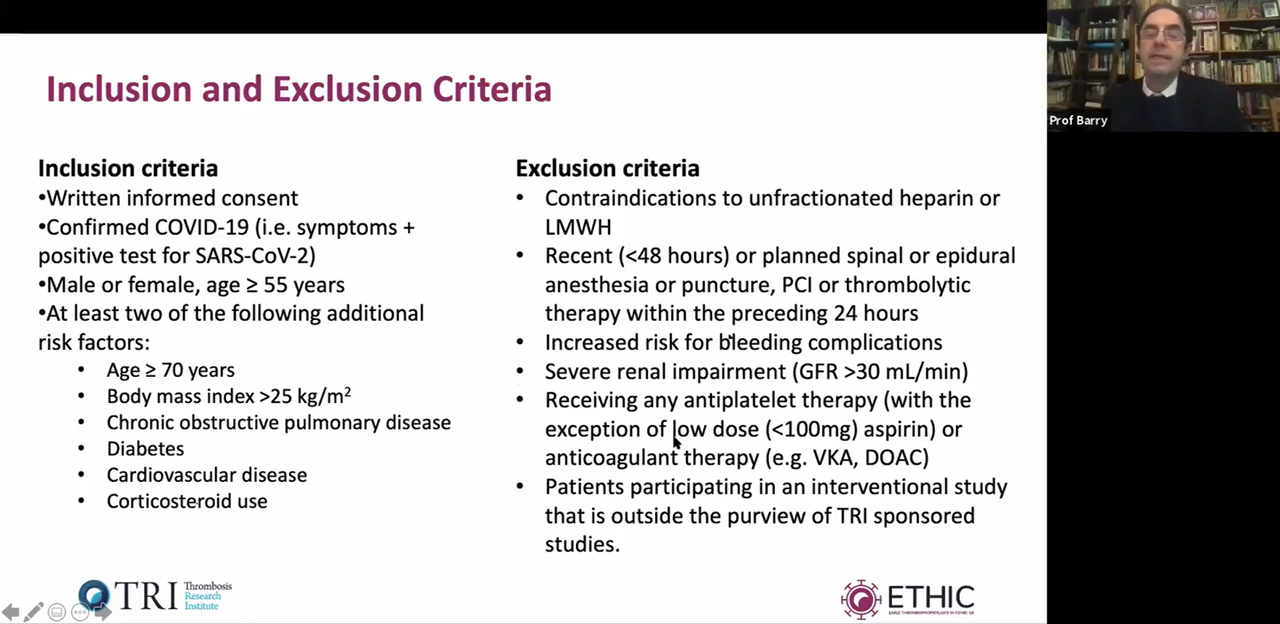 Inclusion and Exclusion Criteria
Inclusion criteria
•Written informed consent
•Confirmed COVID-19 (i.e. symptoms +
positive test for SARS-CoV-2)
•Male or female, age ≥ 55 years
•At least two of the following additional
risk factors:
• Age ≥ 70 years
• Body mass index >25 kg/m²
• Chronic obstructive pulmonary disease
• Diabetes
• Cardiovascular disease
• Corticosteroid use
Exclusion criteria
• Contraindications to unfractionated heparin or
LMWH
• Recent (<48 hours) or planned spinal or epidural
anesthesia or puncture, PCI or thrombolytic
therapy within the preceding 24 hours
• Increased risk for bleeding complications
• Severe renal impairment (GFR >30 mL/min)
• Receiving any antiplatelet therapy (with the
exception of low dose (<100mg) aspirin) or
anticoagulant therapy (e.g. VKA, DOAC)
• Patients participating in an interventional study
that is outside the purview of TRI sponsored
studies.
TRI
Thrombosis
Research
Institute
ETHIC
EARLY THROMBOPROPHYLAXIS IN COVID-19
Prof Barry